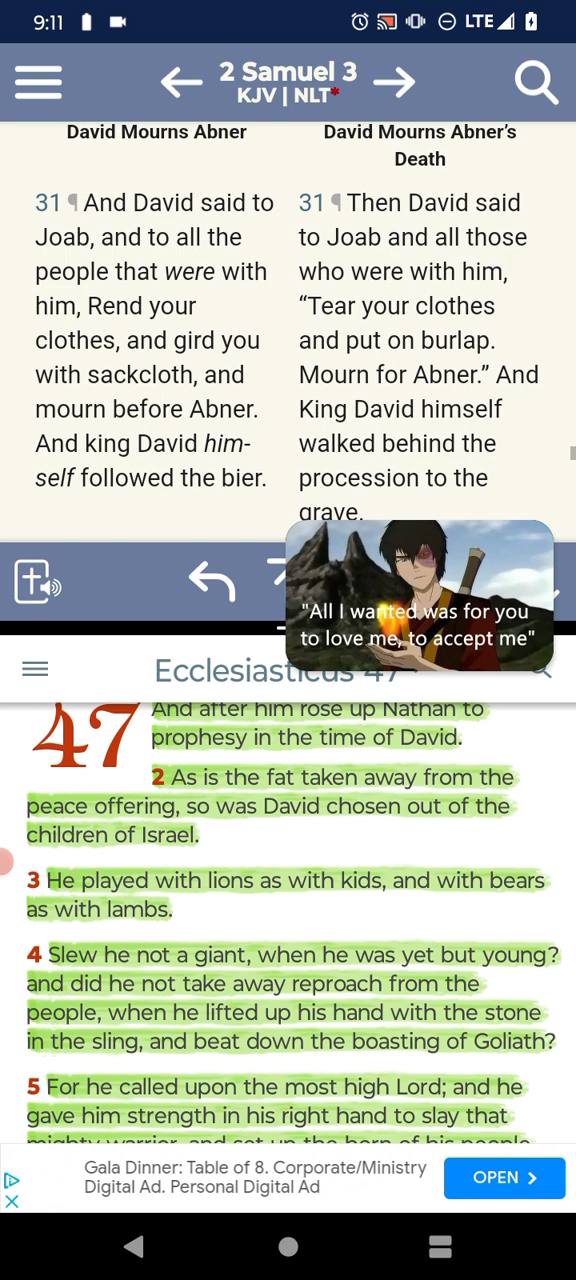 9:11
LTE
2 Samuel 3
KJV | NLT*
David Mourns Abner
31 ¶ And David said to
Joab, and to all the
people that were with
him, Rend your
clothes, and gird you
with sackcloth, and
mourn before Abner.
And king David him-
self followed the bier.
David Mourns Abner’s
Death
31 ¶ Then David said
to Joab and all those
who were with him,
“Tear your clothes
and put on burlap.
Mourn for Abner.” And
King David himself
walked behind the
procession to the
grave.
"All I wanted was for you
to love me, to accept me"
Ecclesiasticus 47
47 And after him rose up Nathan to
prophesy in the time of David.
2 As is the fat taken away from the
peace offering, so was David chosen out of the
children of Israel.
3 He played with lions as with kids, and with bears
as with lambs.
4 Slew he not a giant, when he was yet but young?
and did he not take away reproach from the
people, when he lifted up his hand with the stone
in the sling, and beat down the boasting of Goliath?
5 For he called upon the most high Lord; and he
gave him strength in his right hand to slay that
mighty warrior, and set up the horn of his people
Gala Dinner: Table of 8. Corporate/Ministry
Digital Ad. Personal Digital Ad
OPEN